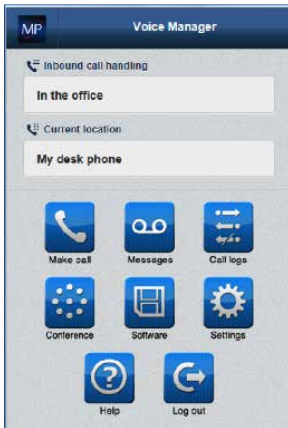 MP
Voice Manager
Inbound call handling
In the office
Current location
My desk phone
Make call Messages Call logs
Conference Software Settings
Help Log out